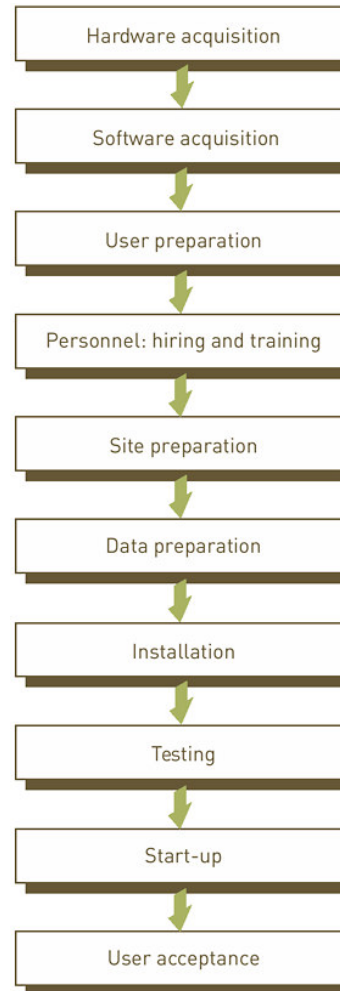 Hardware acquisition
Software acquisition
User preparation
Personnel: hiring and training
Site preparation
Data preparation
Installation
Testing
Start-up
User acceptance